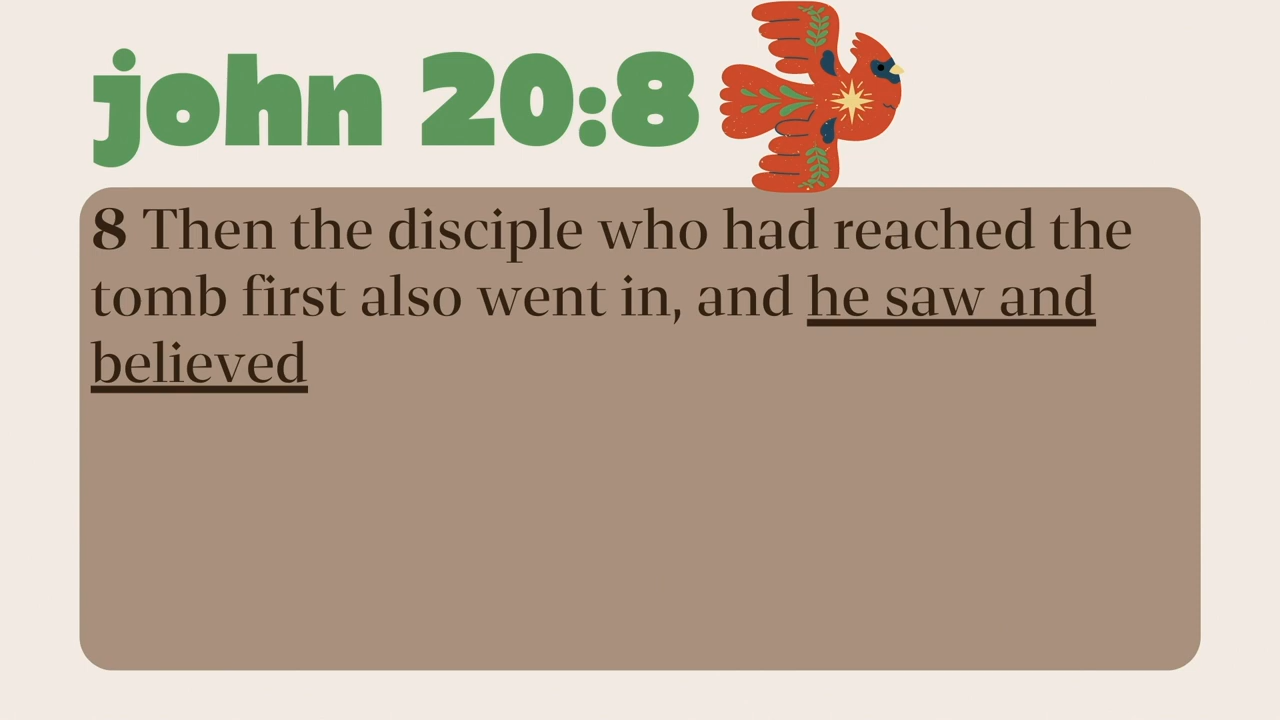 john 20:8
8 Then the disciple who had reached the
tomb first also went in, and he saw and
believed